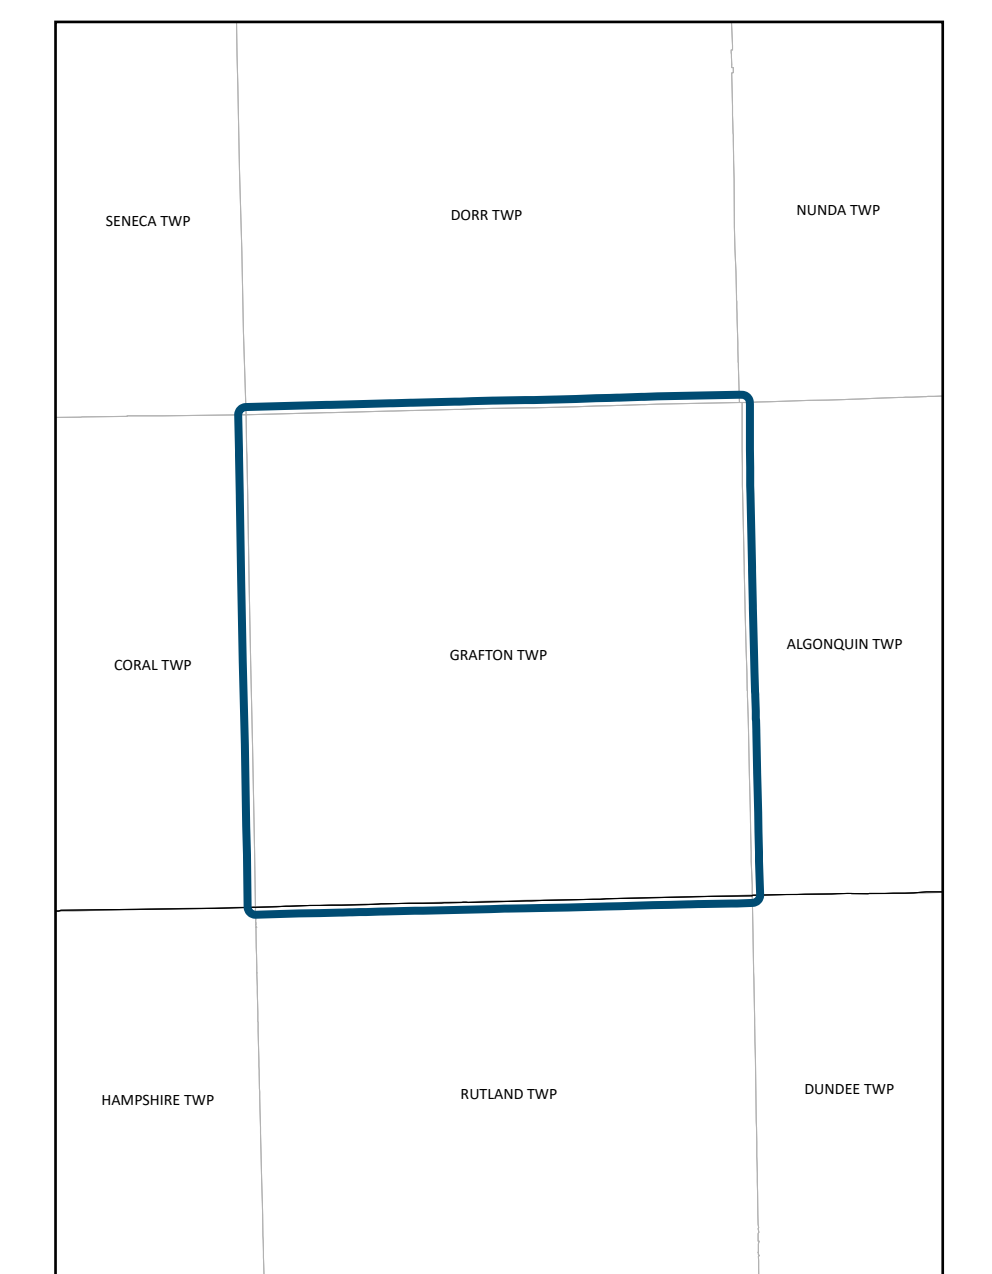 SENECA TWP
DORR TWP
NUNDA TWP
CORAL TWP
GRAFTON TWP
ALGONQUIN TWP
HAMPSHIRE TWP
RUTLAND TWP
DUNDEE TWP